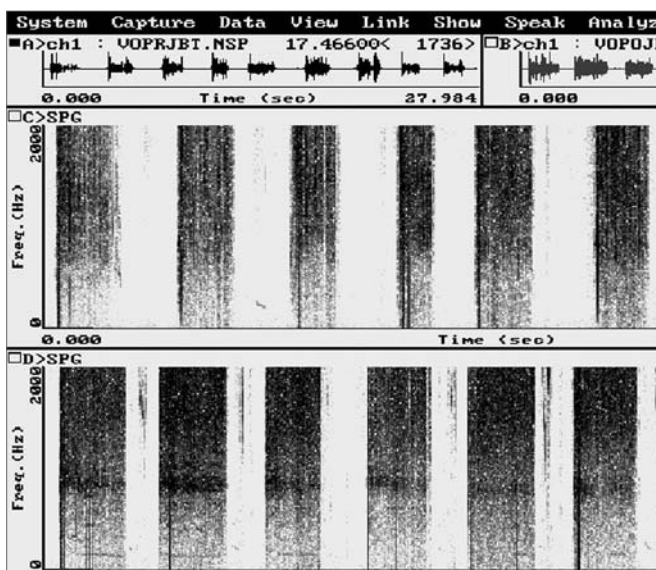 System Capture Data View Link Show Speak Analyz
A>ch1 : VOPRJBT.NSP 17.46600< 1736>
B>ch1 : VOPOJ
0.000 Time (sec) 27.984
0.000
C>SPG
2000
Freq.(Hz)
0
0.000 Time (sec)
D>SPG
2000
Freq.(Hz)
0